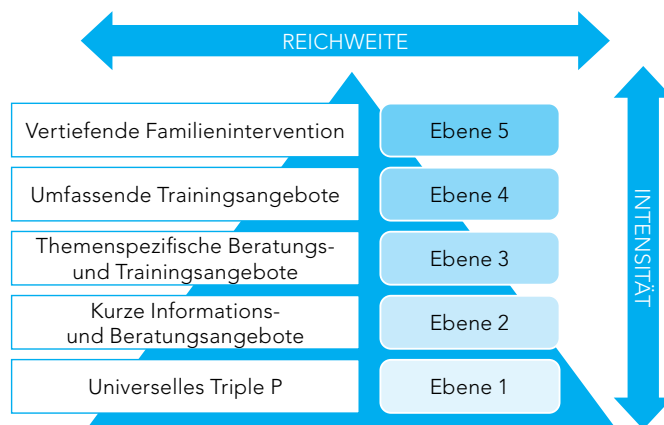 REICHWEITE
Vertiefende Familienintervention
Ebene 5
Umfassende Trainingsangebote
Ebene 4
Themenspezifische Beratungs-
und Trainingsangebote
Ebene 3
Kurze Informations-
und Beratungsangebote
Ebene 2
Universelles Triple P
Ebene 1
INTENSITÄT